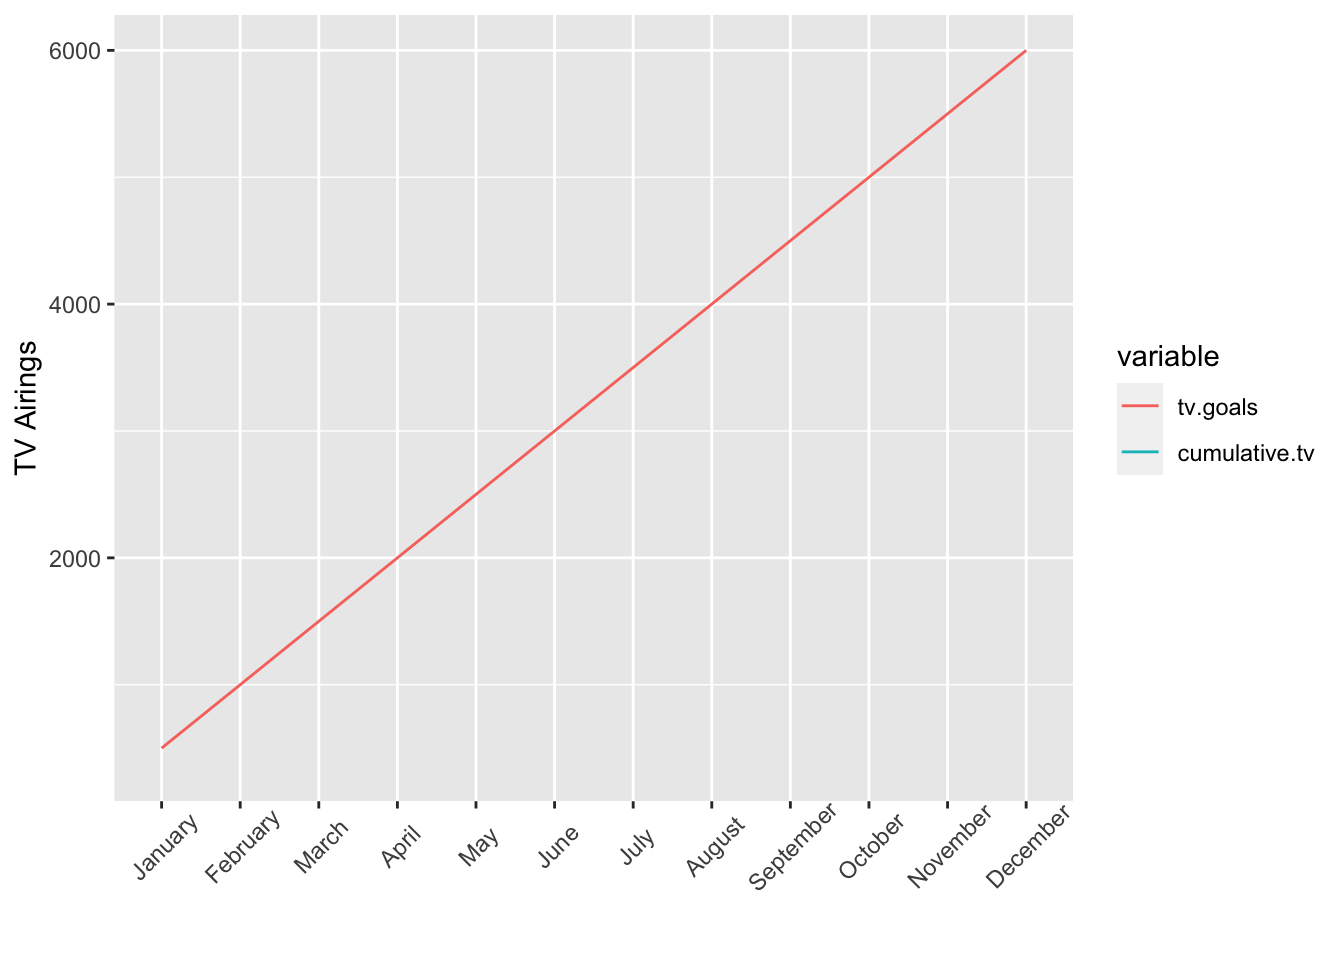 6000
4000
2000
TV Airings
January
February
March
April
May
June
July
August
September
October
November
December
variable
tv.goals
cumulative.tv